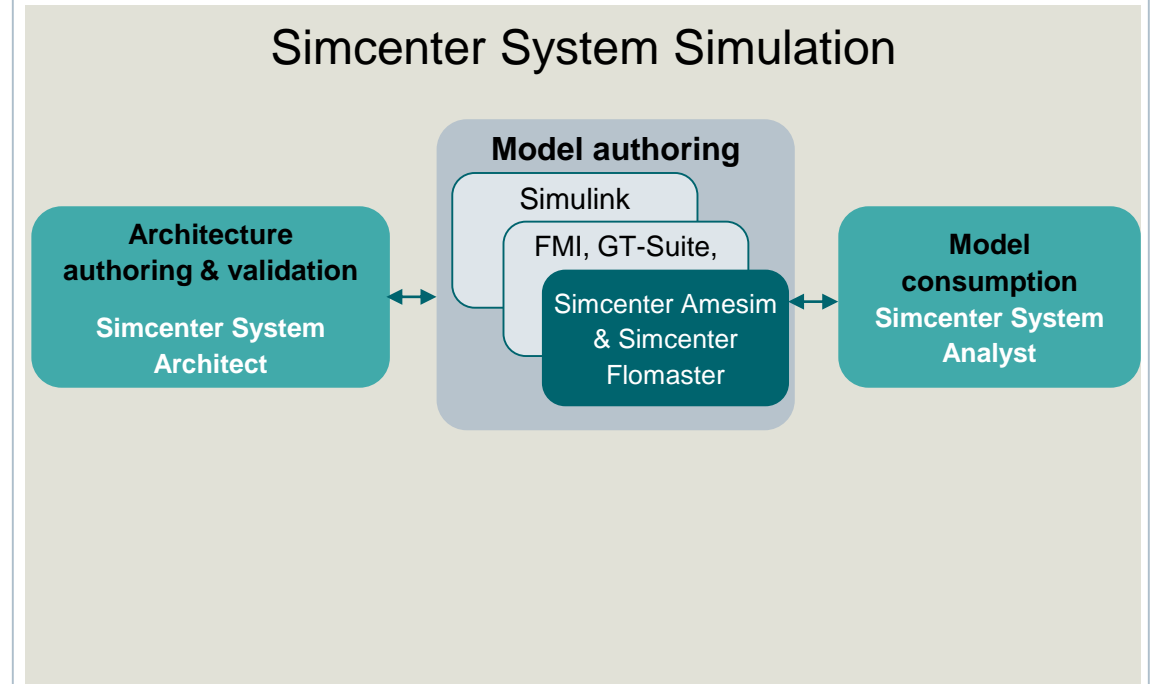 Simcenter System Simulation
Model authoring
Simulink
FMI, GT-Suite,
Simcenter Amesim
& Simcenter
Flomaster
Architecture
authoring & validation
Simcenter System
Architect
Model
consumption
Simcenter System
Analyst